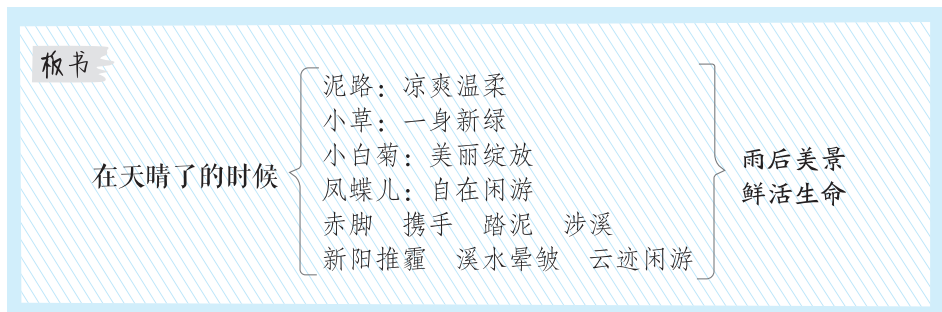 板书
泥路：凉爽温柔
小草：一身新绿
小白菊：美丽绽放
在天晴了的时候
凤蝶儿：自在闲游
赤脚 携手 踏泥 涉溪
新阳推霾 溪水晕皱 云迹闲游
雨后美景
鲜活生命